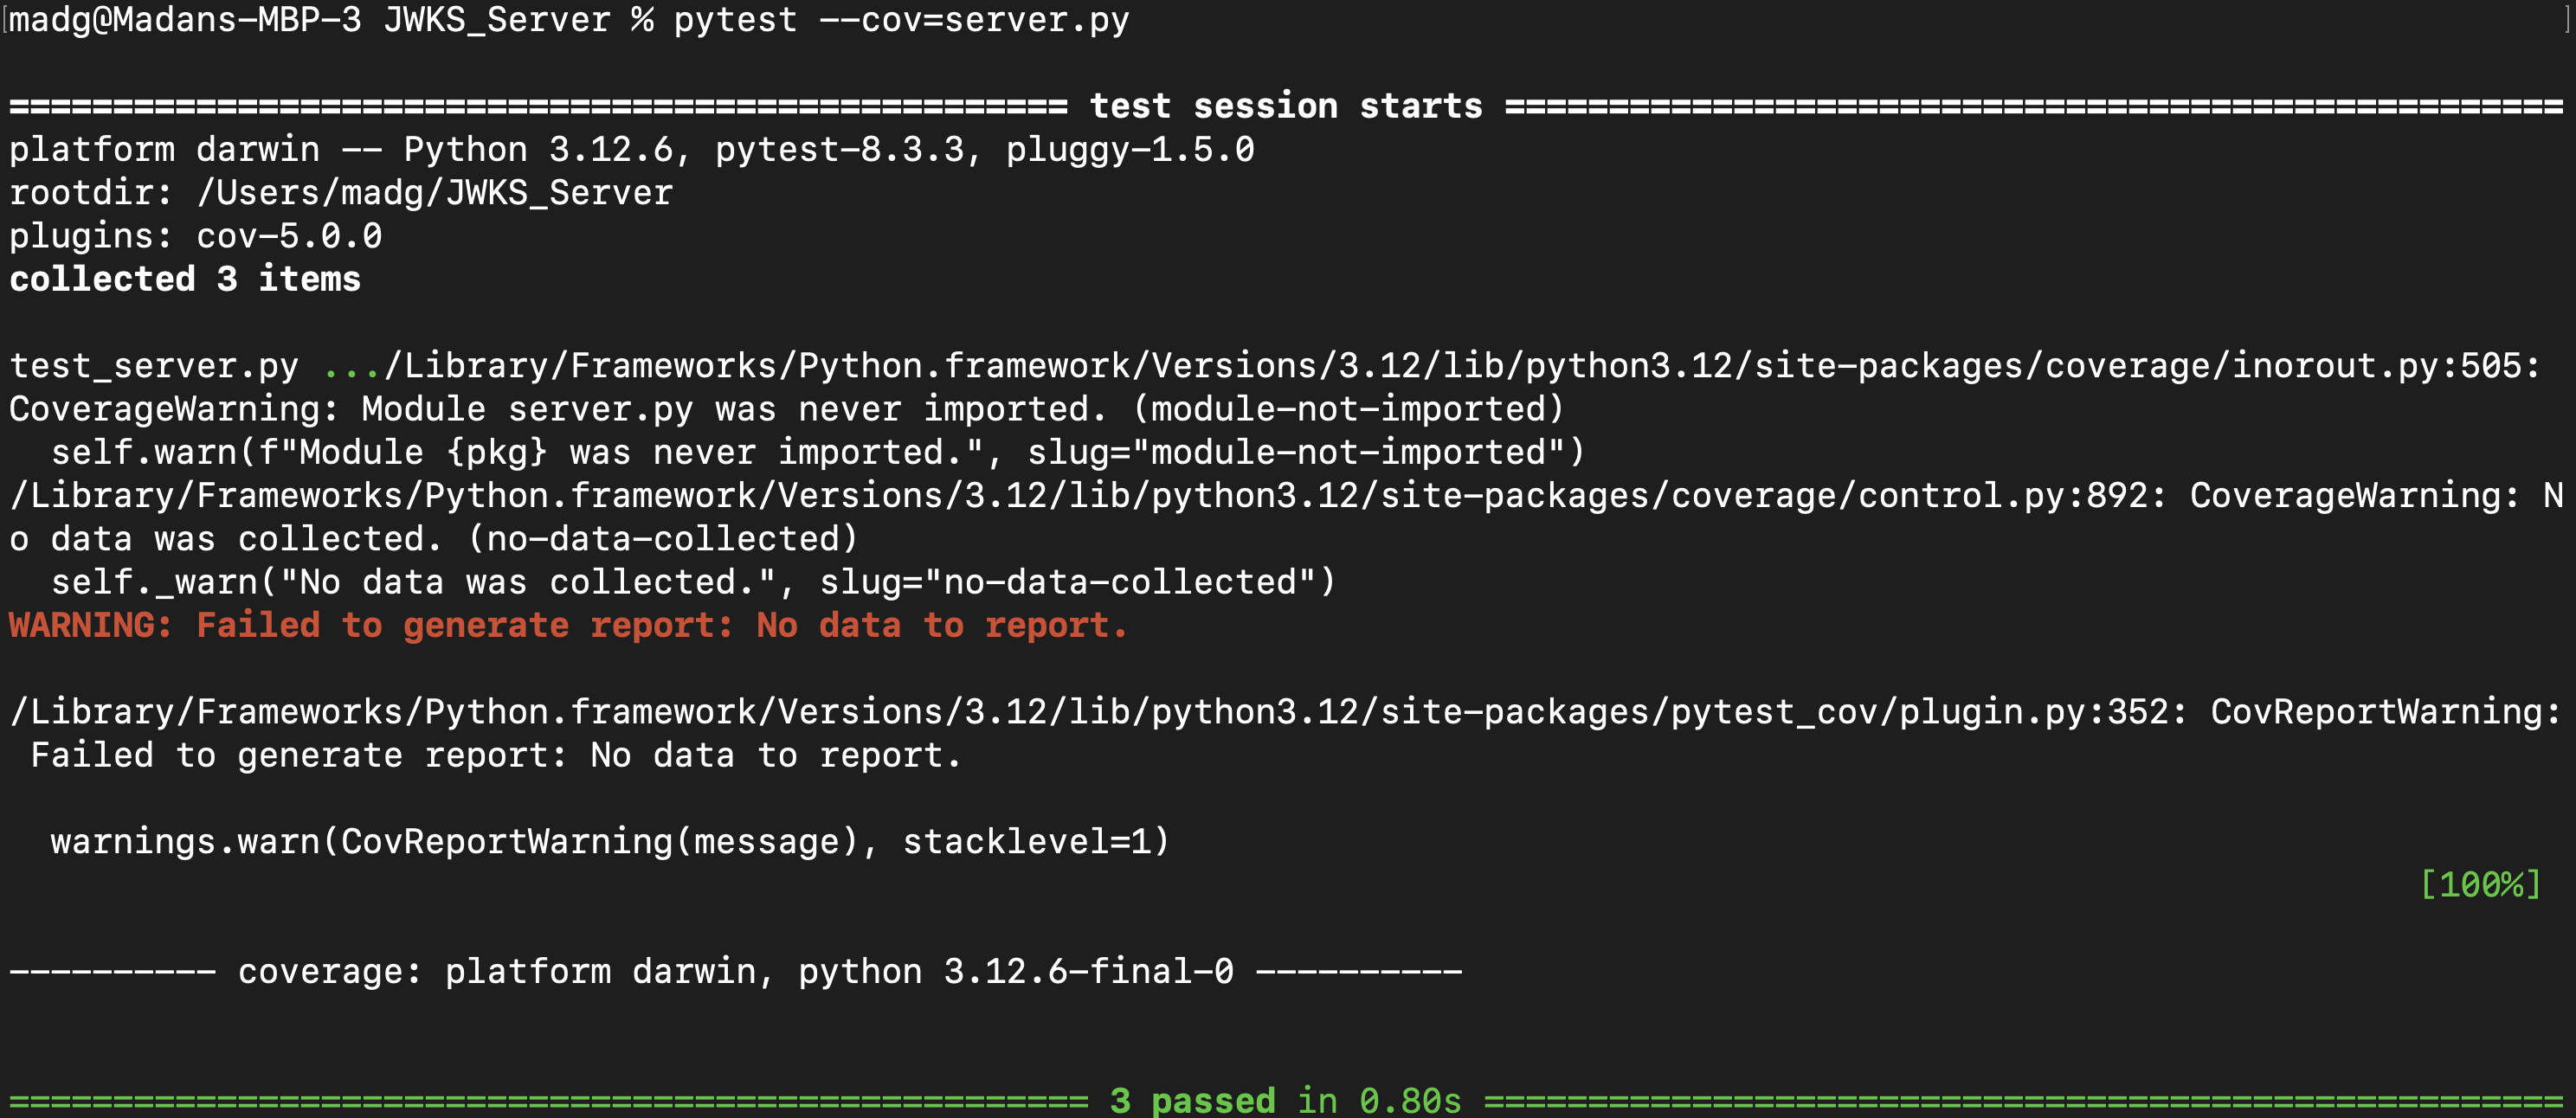 [madg@Madans-MBP-3 JWKS_Server % pytest --cov=server.py ]
=================================================== test session starts ===================================================
platform darwin -- Python 3.12.6, pytest-8.3.3, pluggy-1.5.0
rootdir: /Users/madg/JWKS_Server
plugins: cov-5.0.0
collected 3 items
test_server.py .../Library/Frameworks/Python.framework/Versions/3.12/lib/python3.12/site-packages/coverage/inorout.py:505:
CoverageWarning: Module server.py was never imported. (module-not-imported)
  self.warn(f"Module {pkg} was never imported.", slug="module-not-imported")
/Library/Frameworks/Python.framework/Versions/3.12/lib/python3.12/site-packages/coverage/control.py:892: CoverageWarning: N
o data was collected. (no-data-collected)
  self._warn("No data was collected.", slug="no-data-collected")
WARNING: Failed to generate report: No data to report.
/Library/Frameworks/Python.framework/Versions/3.12/lib/python3.12/site-packages/pytest_cov/plugin.py:352: CovReportWarning:
 Failed to generate report: No data to report.
  warnings.warn(CovReportWarning(message), stacklevel=1)
[100%]
---------- coverage: platform darwin, python 3.12.6-final-0 ----------
==================================================== 3 passed in 0.80s ====================================================